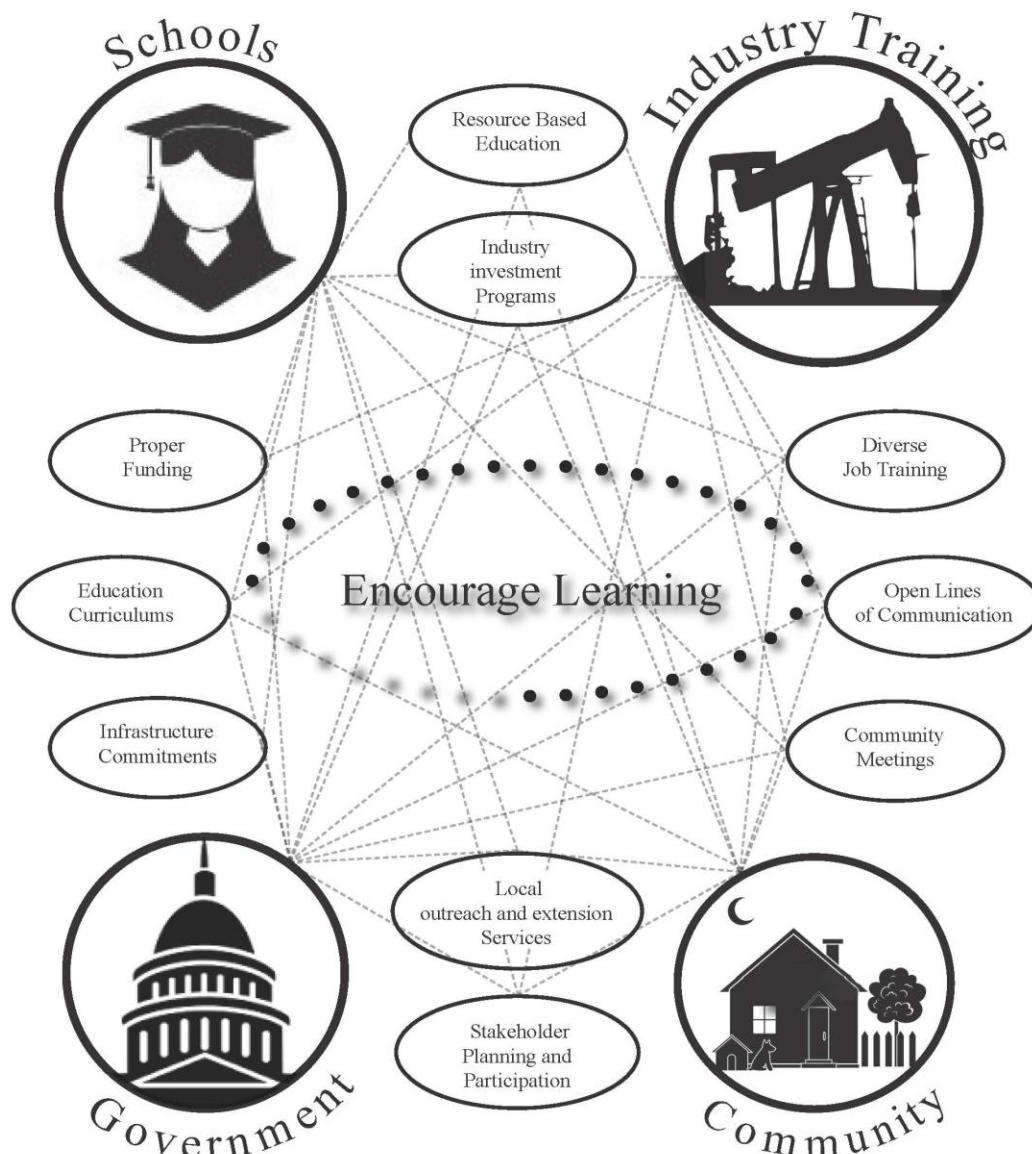 Schools
Industry Training
Resource Based
Education
Industry
investment
Programs
Proper
Funding
Diverse
Job Training
Encourage Learning
Education
Curriculums
Open Lines
of Communication
Infrastructure
Commitments
Community
Meetings
Local
outreach and extension
Services
Stakeholder
Planning and
Participation
Government
Community